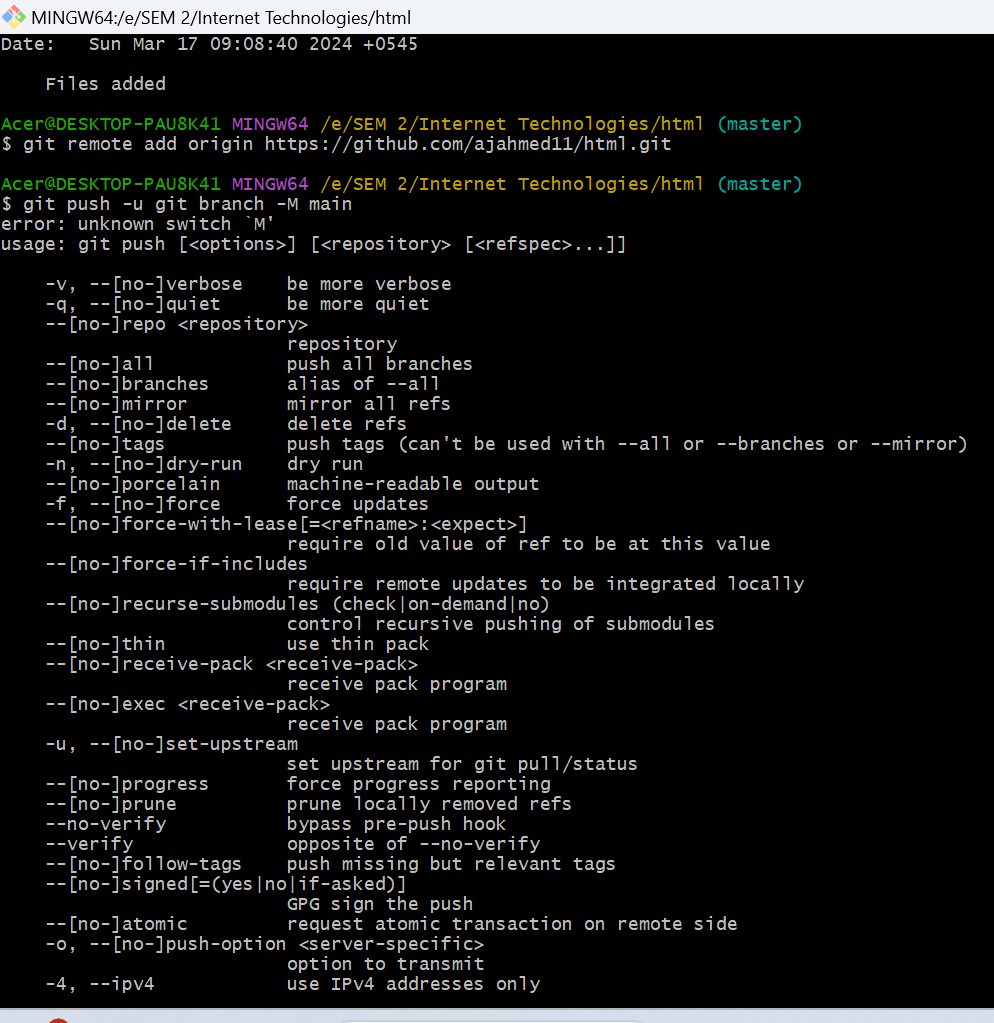 MINGW64:/e/SEM 2/Internet Technologies/html
Date:   Sun Mar 17 09:08:40 2024 +0545
    Files added
Acer@DESKTOP-PAU8K41 MINGW64 /e/SEM 2/Internet Technologies/html (master)
$ git remote add origin https://github.com/ajahmed11/html.git
Acer@DESKTOP-PAU8K41 MINGW64 /e/SEM 2/Internet Technologies/html (master)
$ git push -u git branch -M main
error: unknown switch `M'
usage: git push [<options>] [<repository> [<refspec>...]]
    -v, --[no-]verbose    be more verbose
    -q, --[no-]quiet      be more quiet
    --[no-]repo <repository>
                          repository
    --[no-]all            push all branches
    --[no-]branches       alias of --all
    --[no-]mirror         mirror all refs
    -d, --[no-]delete     delete refs
    --[no-]tags           push tags (can't be used with --all or --branches or --mirror)
    -n, --[no-]dry-run    dry run
    --[no-]porcelain      machine-readable output
    -f, --[no-]force      force updates
    --[no-]force-with-lease[=<refname>:<expect>]
                          require old value of ref to be at this value
    --[no-]force-if-includes
                          require remote updates to be integrated locally
    --[no-]recurse-submodules (check|on-demand|no)
                          control recursive pushing of submodules
    --[no-]thin           use thin pack
    --[no-]receive-pack <receive-pack>
                          receive pack program
    --[no-]exec <receive-pack>
                          receive pack program
    -u, --[no-]set-upstream
                          set upstream for git pull/status
    --[no-]progress       force progress reporting
    --[no-]prune          prune locally removed refs
    --no-verify           bypass pre-push hook
    --verify              opposite of --no-verify
    --[no-]follow-tags    push missing but relevant tags
    --[no-]signed[=(yes|no|if-asked)]
                          GPG sign the push
    --[no-]atomic         request atomic transaction on remote side
    -o, --[no-]push-option <server-specific>
                          option to transmit
    -4, --ipv4            use IPv4 addresses only